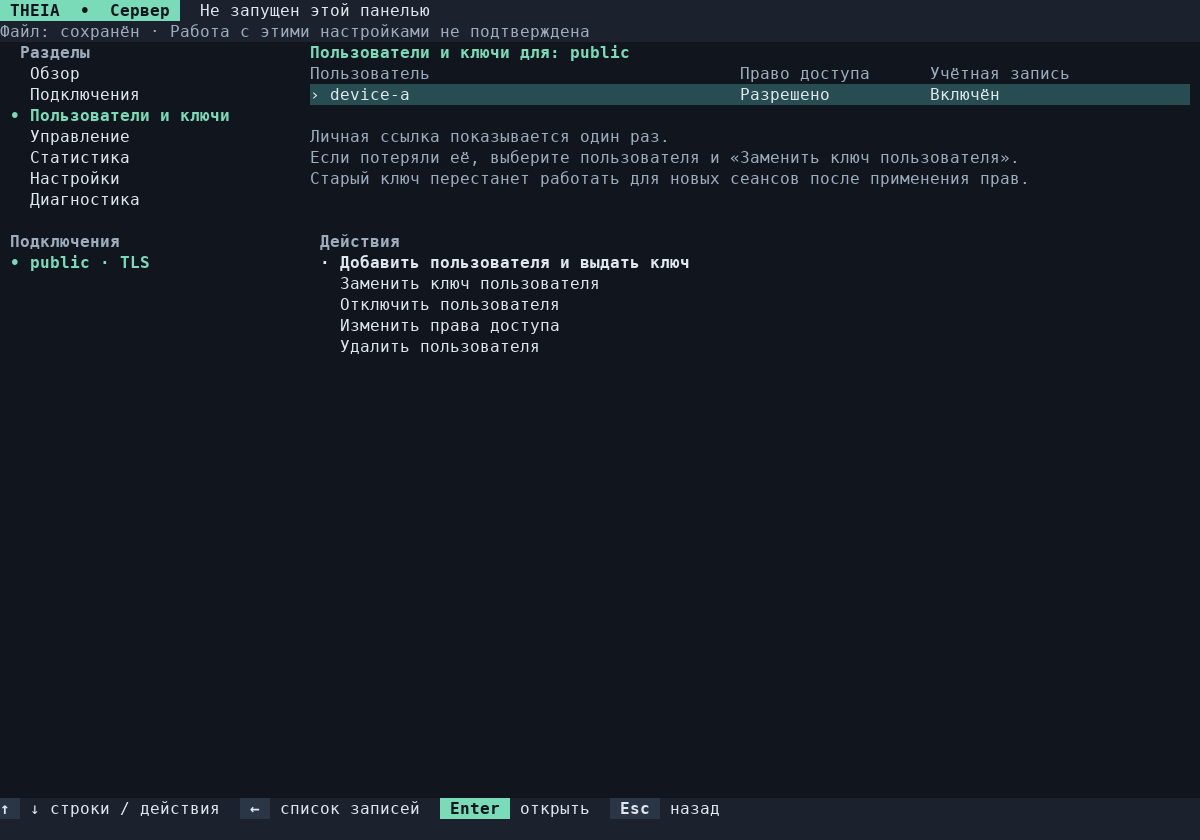 THEIA • Сервер Не запущен этой панелью
Файл: сохранён · Работа с этими настройками не подтверждена
Разделы
Обзор
Подключения
• Пользователи и ключи
Управление
Статистика
Настройки
Диагностика
Подключения
• public · TLS
Пользователи и ключи для: public
Пользователь Право доступа Учётная запись
› device-a Разрешено Включён
Личная ссылка показывается один раз.
Если потеряли её, выберите пользователя и «Заменить ключ пользователя».
Старый ключ перестанет работать для новых сеансов после применения прав.
Действия
· Добавить пользователя и выдать ключ
Заменить ключ пользователя
Отключить пользователя
Изменить права доступа
Удалить пользователя
↑ ↓ строки / действия ← список записей Enter открыть Esc назад